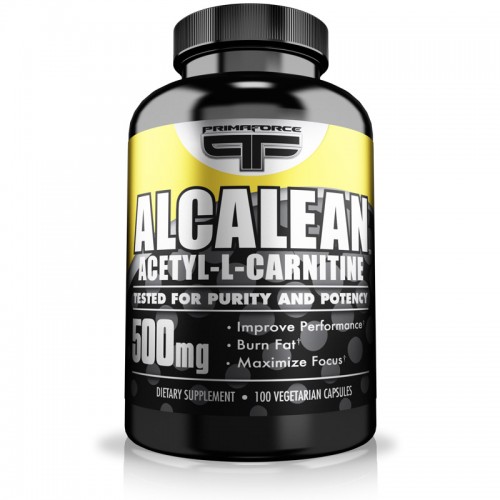 PRIMAFORCE
ALCALEAN
ACETYL-L-CARNITINE
TESTED FOR PURITY AND POTENCY
500mg
• Improve Performance†
• Burn Fat†
• Maximize Focus†
DIETARY SUPPLEMENT • 100 VEGETARIAN CAPSULES